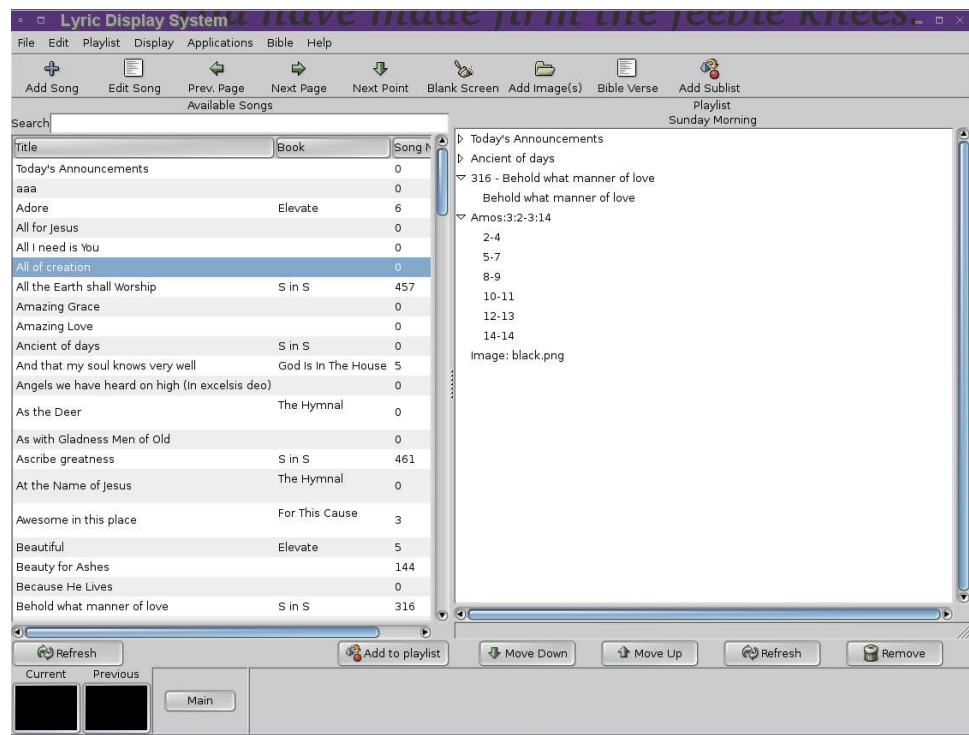 Lyric Display System
have made firm the feeble knees.
File Edit Playlist Display Applications Bible Help
Add Song Edit Song Prev. Page Next Page Next Point Blank Screen Add Image(s) Bible Verse Add Sublist
Available Songs
Search
Title Book Song N
Today's Announcements 0
aaa 0
Adore Elevate 6
All for Jesus 0
All I need is You 0
All of creation 0
All the Earth shall Worship S in S 457
Amazing Grace 0
Amazing Love 0
Ancient of days S in S 0
And that my soul knows very well God Is In The House 5
Angels we have heard on high (In excelsis deo) 0
As the Deer The Hymnal 0
As with Gladness Men of Old 0
Ascribe greatness S in S 461
At the Name of Jesus The Hymnal 0
Awesome in this place For This Cause 3
Beautiful Elevate 5
Beauty for Ashes 144
Because He Lives 0
Behold what manner of love S in S 316
Refresh Add to playlist
Playlist
Sunday Morning
Today's Announcements
Ancient of days
316 - Behold what manner of love
Behold what manner of love
Amos:3:2-3:14
2-4
5-7
8-9
10-11
12-13
14-14
Image: black.png
Move Down Move Up Refresh Remove
Current Previous
Main